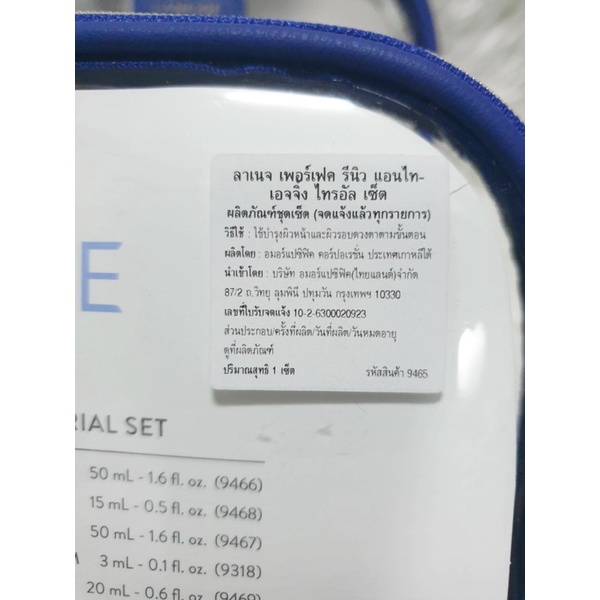 ลาเนจ เพอร์เฟค รีนิว แอนไท-
เอจจิ้ง ไทรอัล เซ็ต
ผลิตภัณฑ์ชุดเซ็ต (จดแจ้งแล้วทุกรายการ)
วิธีใช้ : ใช้บำรุงผิวหน้าและผิวรอบดวงตาตามขั้นตอน
ผลิตโดย : อมอร์แปซิฟิค คอร์ปอเรชั่น ประเทศเกาหลีใต้
นำเข้าโดย : บริษัท อมอร์แปซิฟิค(ไทยแลนด์)จำกัด
87/2 ถ.วิทยุ ลุมพินี ปทุมวัน กรุงเทพฯ 10330
เลขที่ใบรับจดแจ้ง 10-2-6300020923
ส่วนประกอบ/ครั้งที่ผลิต/วันที่ผลิต/วันหมดอายุ
ดูที่ผลิตภัณฑ์
ปริมาณสุทธิ 1 เซ็ต รหัสสินค้า 9465
E
RIAL SET
50 mL - 1.6 fl. oz. (9466)
15 mL - 0.5 fl. oz. (9468)
50 mL - 1.6 fl. oz. (9467)
3 mL - 0.1 fl. oz. (9318)
20 mL - 0.6 fl. oz. (9469)